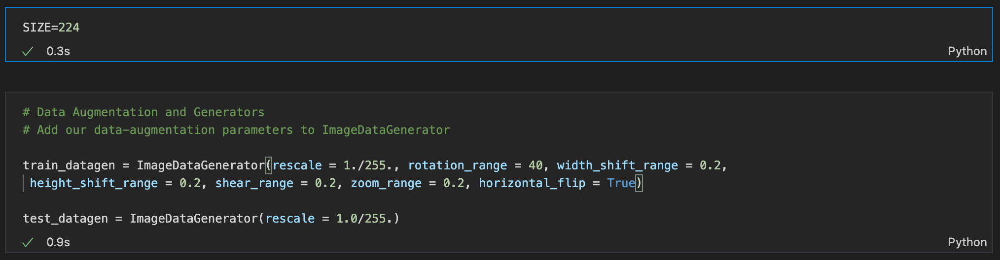 SIZE=224
✓ 0.3s Python
# Data Augmentation and Generators
# Add our data-augmentation parameters to ImageDataGenerator
train_datagen = ImageDataGenerator(rescale = 1./255., rotation_range = 40, width_shift_range = 0.2,
height_shift_range = 0.2, shear_range = 0.2, zoom_range = 0.2, horizontal_flip = True)
test_datagen = ImageDataGenerator(rescale = 1.0/255.)
✓ 0.9s Python